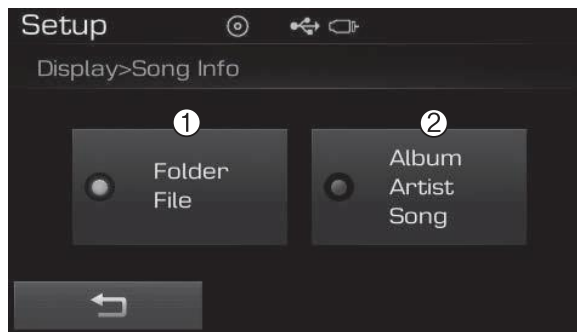 Setup
Display>Song Info
①
Folder
File
②
Album
Artist
Song